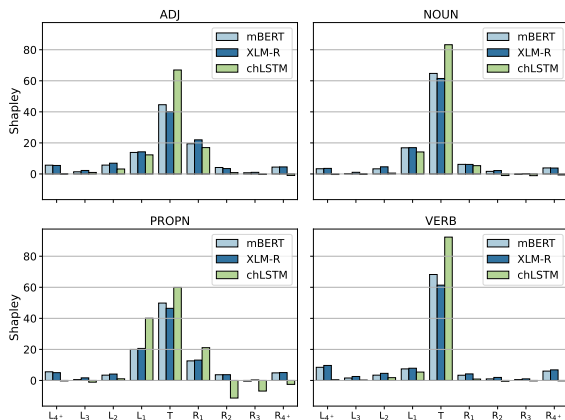 ADJ
NOUN
mBERT
XLM-R
chLSTM
mBERT
XLM-R
chLSTM
80
60
40
20
0
Shapley
PROPN
VERB
mBERT
XLM-R
chLSTM
mBERT
XLM-R
chLSTM
80
60
40
20
0
Shapley
L₄⁺ L₃ L₂ L₁ T R₁ R₂ R₃ R₄⁺
L₄⁺ L₃ L₂ L₁ T R₁ R₂ R₃ R₄⁺